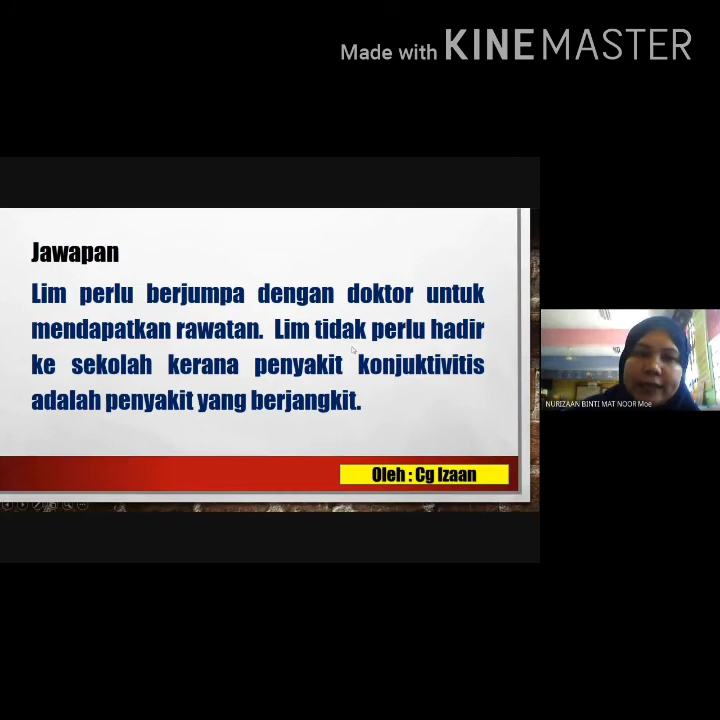 Made with KINEMASTER
Jawapan
Lim perlu berjumpa dengan doktor untuk
mendapatkan rawatan. Lim tidak perlu hadir
ke sekolah kerana penyakit konjuktivitis
adalah penyakit yang berjangkit.
Oleh : Cg Izaan
NURIZAAN BINTI MAT NOOR Moe